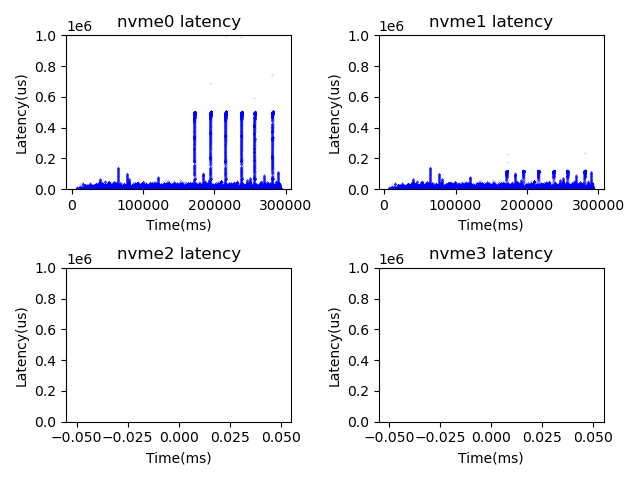 nvme0 latency
1e6
1.0
0.8
0.6
0.4
0.2
0.0
Latency(us)
0
100000
200000
300000
Time(ms)
nvme1 latency
1e6
1.0
0.8
0.6
0.4
0.2
0.0
Latency(us)
0
100000
200000
300000
Time(ms)
nvme2 latency
1e6
1.0
0.8
0.6
0.4
0.2
0.0
Latency(us)
−0.050
−0.025
0.000
0.025
0.050
Time(ms)
nvme3 latency
1e6
1.0
0.8
0.6
0.4
0.2
0.0
Latency(us)
−0.050
−0.025
0.000
0.025
0.050
Time(ms)